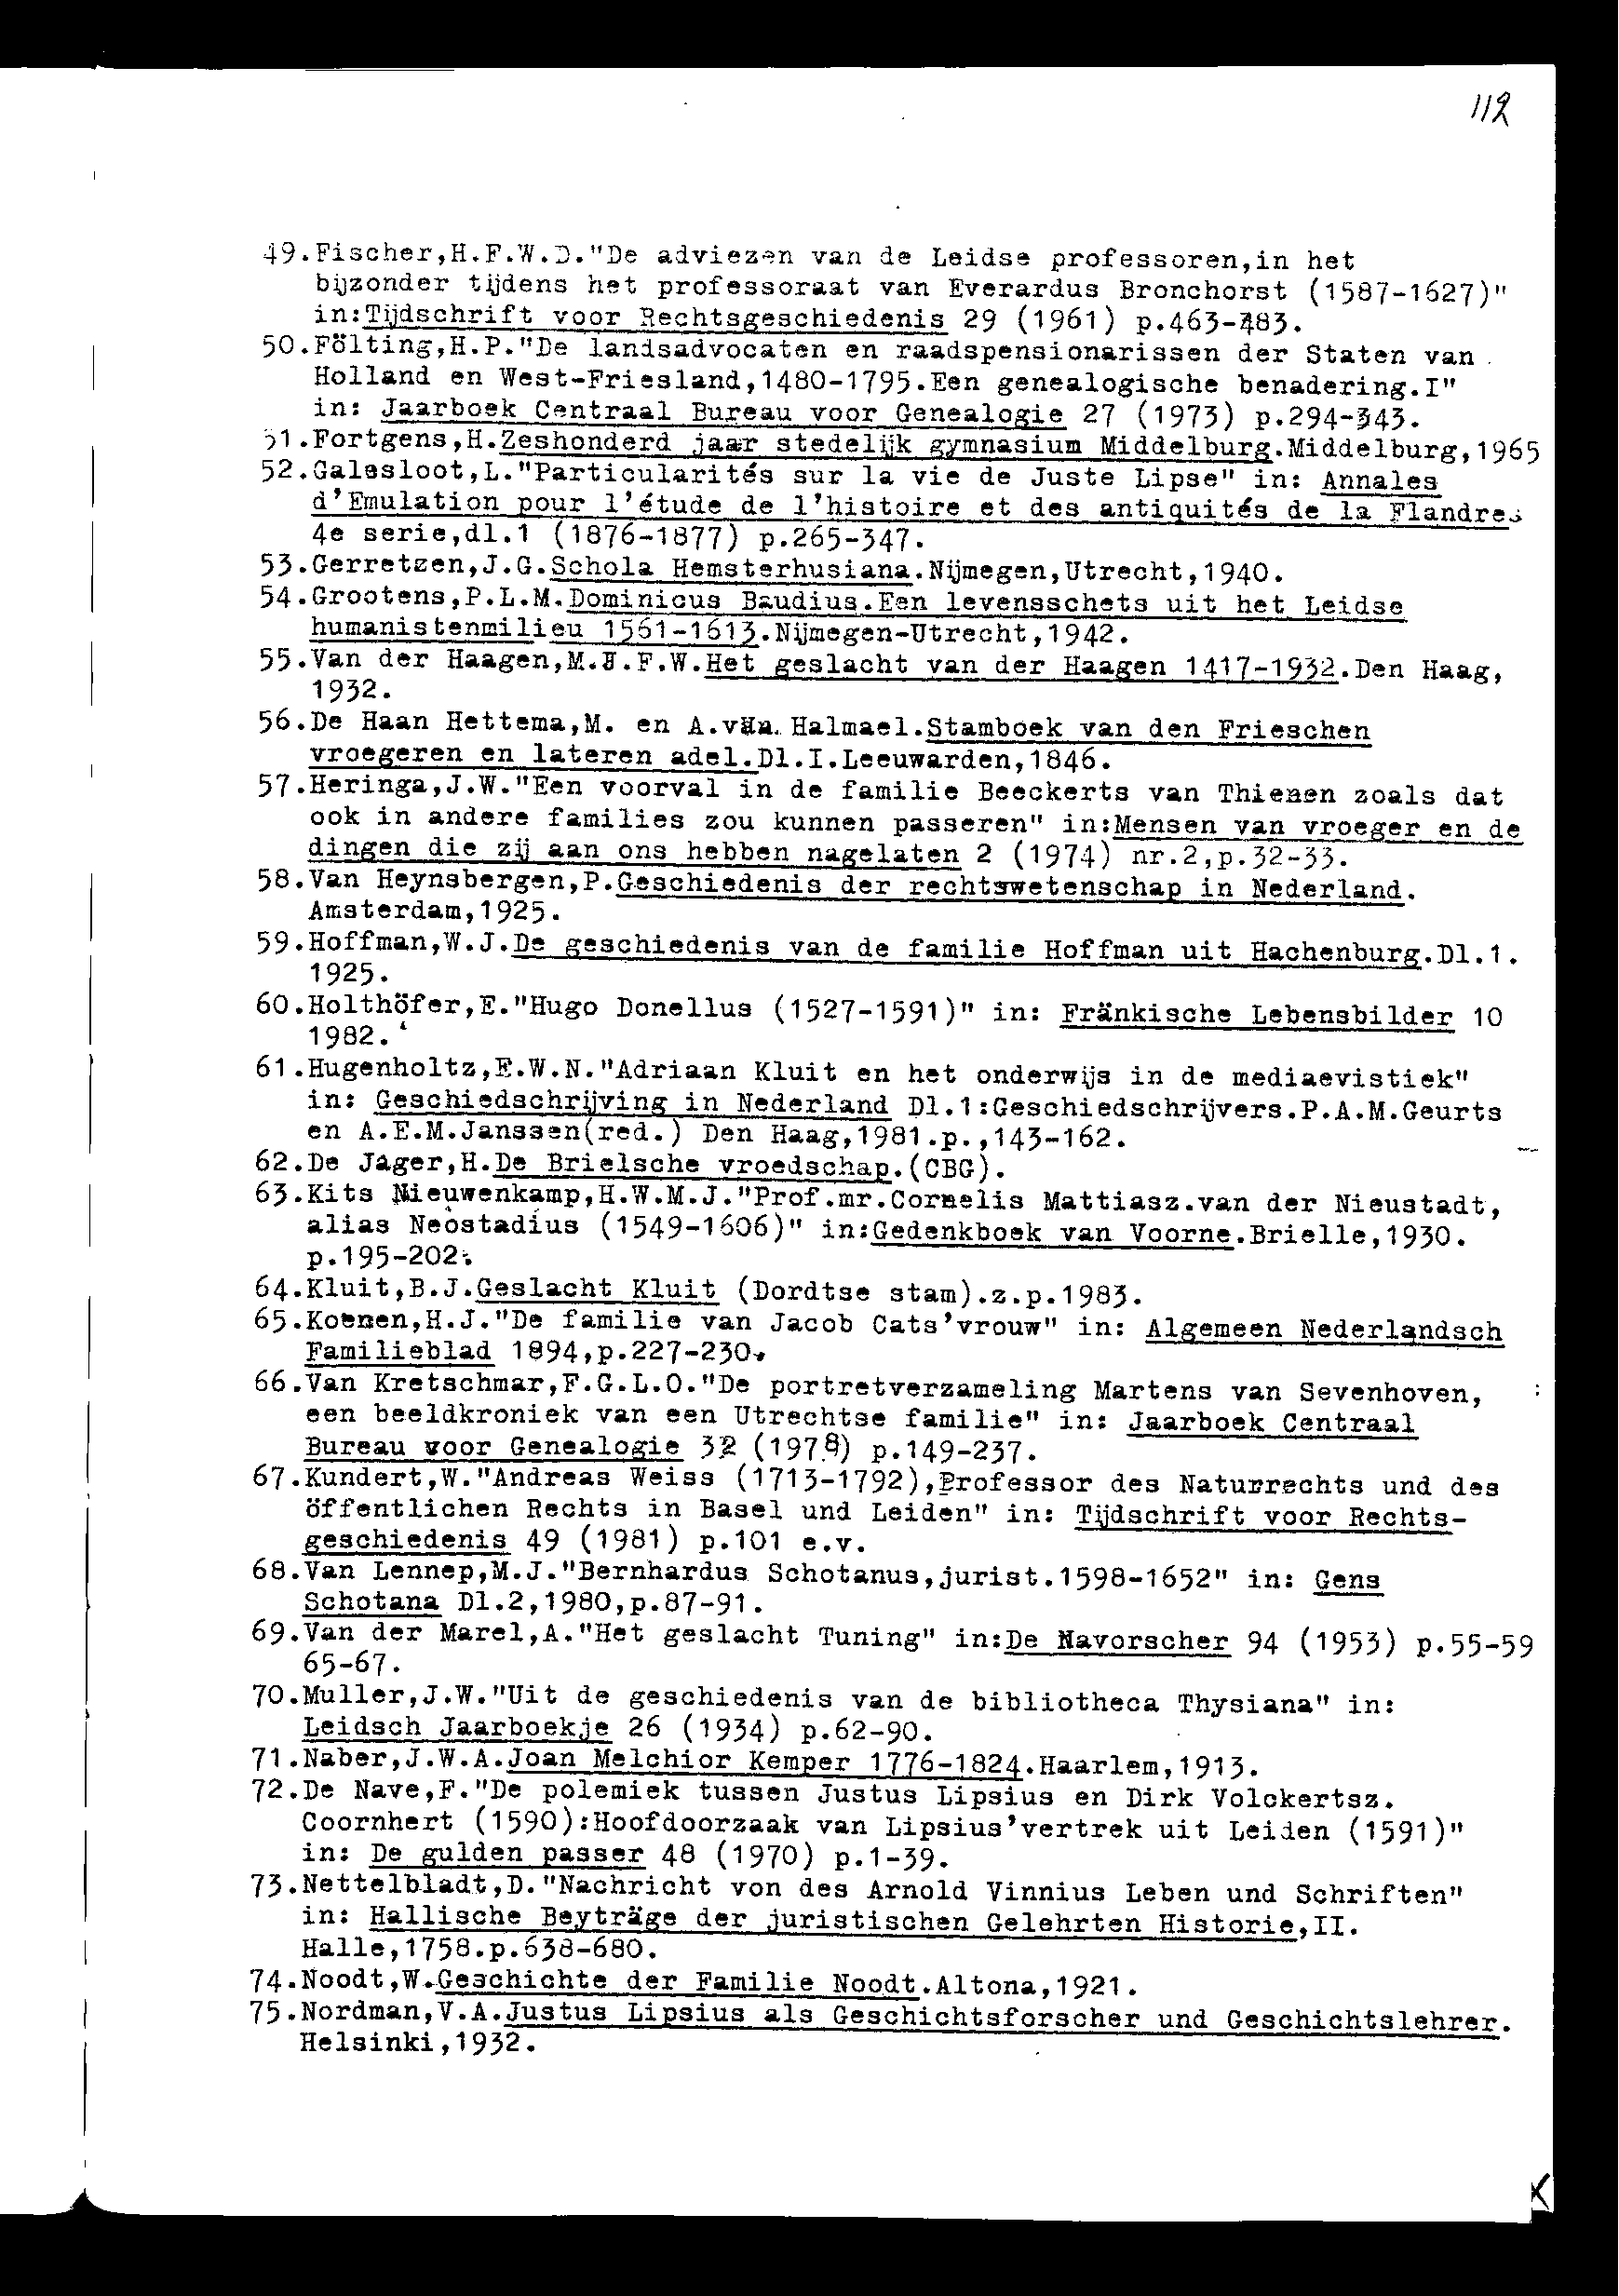 112
49.Fischer,H.F.W.D."De adviezen van de Leidse professoren,in het
bijzonder tijdens het professoraat van Everardus Bronchorst (1587-1627)"
in:Tijdschrift voor Rechtsgeschiedenis 29 (1961) p.463-483.
50.Fölting,H.P."De landsadvocaten en raadspensionarissen der Staten van
Holland en West-Friesland,1480-1795.Een genealogische benadering.I"
in: Jaarboek Centraal Bureau voor Genealogie 27 (1973) p.294-343.
51.Fortgens,H.Zeshonderd jaar stedelijk gymnasium Middelburg.Middelburg,1965
52.Galesloot,L."Particularités sur la vie de Juste Lipse" in: Annales
d'Emulation pour l'étude de l'histoire et des antiquités de la Flandres
4e serie,dl.1 (1876-1877) p.265-347.
53.Gerretzen,J.G.Schola Hemsterhusiana.Nijmegen,Utrecht,1940.
54.Grootens,P.L.M.Dominicus Baudius.Een levensschets uit het Leidse
humanistenmilieu 1561-1613.Nijmegen-Utrecht,1942.
55.Van der Haagen,M.J.F.W.Het geslacht van der Haagen 1417-1932.Den Haag,
1932.
56.De Haan Hettema,M. en A.van Halmael.Stamboek van den Frieschen
vroegeren en lateren adel.Dl.I.Leeuwarden,1846.
57.Heringa,J.W."Een voorval in de familie Beeckerts van Thienen zoals dat
ook in andere families zou kunnen passeren" in:Mensen van vroeger en de
dingen die zij aan ons hebben nagelaten 2 (1974) nr.2,p.32-33.
58.Van Heynsbergen,P.Geschiedenis der rechtswetenschap in Nederland.
Amsterdam,1925.
59.Hoffman,W.J.De geschiedenis van de familie Hoffman uit Hachenburg.Dl.1.
1925.
60.Holthöfer,E."Hugo Donellus (1527-1591)" in: Fränkische Lebensbilder 10
1982.
61.Hugenholtz,F.W.N."Adriaan Kluit en het onderwijs in de mediaevistiek"
in: Geschiedschrijving in Nederland Dl.1:Geschiedschrijvers.P.A.M.Geurts
en A.E.M.Janssen(red.) Den Haag,1981.p.,143-162.
62.De Jager,H.De Brielsche vroedschap.(CBG).
63.Kits Nieuwenkamp,H.W.M.J."Prof.mr.Cornelis Mattiasz.van der Nieustadt,
alias Neostadius (1549-1606)" in:Gedenkboek van Voorne.Brielle,1930.
p.195-202.
64.Kluit,B.J.Geslacht Kluit (Dordtse stam).z.p.1983.
65.Koenen,H.J."De familie van Jacob Cats'vrouw" in: Algemeen Nederlandsch
Familieblad 1894,p.227-230.
66.Van Kretschmar,F.G.L.O."De portretverzameling Martens van Sevenhoven,
een beeldkroniek van een Utrechtse familie" in: Jaarboek Centraal
Bureau voor Genealogie 32 (1978) p.149-237.
67.Kundert,W."Andreas Weiss (1713-1792),Professor des Naturrechts und des
öffentlichen Rechts in Basel und Leiden" in: Tijdschrift voor Rechts-
geschiedenis 49 (1981) p.101 e.v.
68.Van Lennep,M.J."Bernhardus Schotanus,jurist.1598-1652" in: Gens
Schotana Dl.2,1980,p.87-91.
69.Van der Marel,A."Het geslacht Tuning" in:De Navorscher 94 (1953) p.55-59
65-67.
70.Muller,J.W."Uit de geschiedenis van de bibliotheca Thysiana" in:
Leidsch Jaarboekje 26 (1934) p.62-90.
71.Naber,J.W.A.Joan Melchior Kemper 1776-1824.Haarlem,1913.
72.De Nave,F."De polemiek tussen Justus Lipsius en Dirk Volckertsz.
Coornhert (1590):Hoofdoorzaak van Lipsius'vertrek uit Leiden (1591)"
in: De gulden passer 48 (1970) p.1-39.
73.Nettelbladt,D."Nachricht von des Arnold Vinnius Leben und Schriften"
in: Hallische Beyträge der juristischen Gelehrten Historie,II.
Halle,1758.p.638-680.
74.Noodt,W.Geschichte der Familie Noodt.Altona,1921.
75.Nordman,V.A.Justus Lipsius als Geschichtsforscher und Geschichtslehrer.
Helsinki,1932.